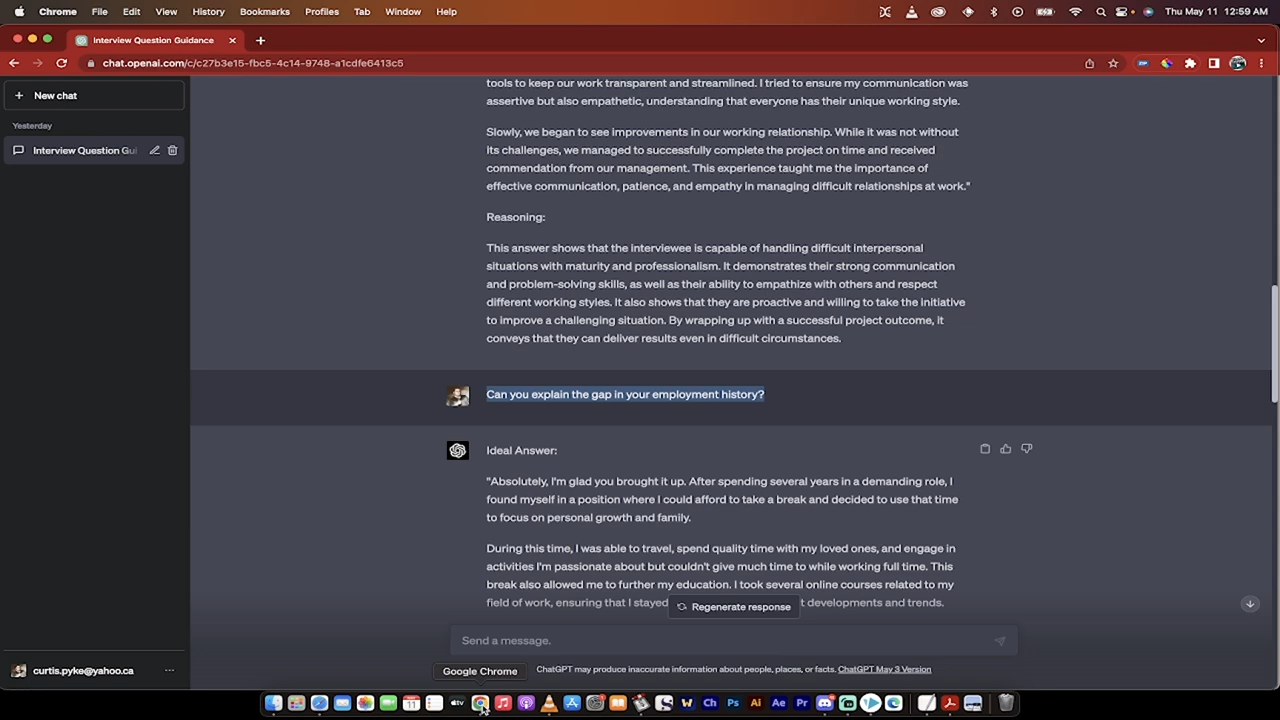 Chrome File Edit View History Bookmarks Profiles Tab Window Help Thu May 11 12:59 AM
Interview Question Guidance
chat.openai.com/c/c27b3e15-fbc5-4c14-9748-a1cdfe6413c5
New chat
Yesterday
Interview Question Gui
tools to keep our work transparent and streamlined. I tried to ensure my communication was
assertive but also empathetic, understanding that everyone has their unique working style.
Slowly, we began to see improvements in our working relationship. While it was not without
its challenges, we managed to successfully complete the project on time and received
commendation from our management. This experience taught me the importance of
effective communication, patience, and empathy in managing difficult relationships at work."
Reasoning:
This answer shows that the interviewee is capable of handling difficult interpersonal
situations with maturity and professionalism. It demonstrates their strong communication
and problem-solving skills, as well as their ability to empathize with others and respect
different working styles. It also shows that they are proactive and willing to take the initiative
to improve a challenging situation. By wrapping up with a successful project outcome, it
conveys that they can deliver results even in difficult circumstances.
Can you explain the gap in your employment history?
Ideal Answer:
"Absolutely, I'm glad you brought it up. After spending several years in a demanding role, I
found myself in a position where I could afford to take a break and decided to use that time
to focus on personal growth and family.
During this time, I was able to travel, spend quality time with my loved ones, and engage in
activities I'm passionate about but couldn't give much time to while working full time. This
break also allowed me to further my education. I took several online courses related to my
field of work, ensuring that I stayed t developments and trends.
Regenerate response
Send a message.
ChatGPT may produce inaccurate information about people, places, or facts. ChatGPT May 3 Version
curtis.pyke@yahoo.ca
Google Chrome
11
tv
W
Ch
Ps
Ai
Ae
Pr